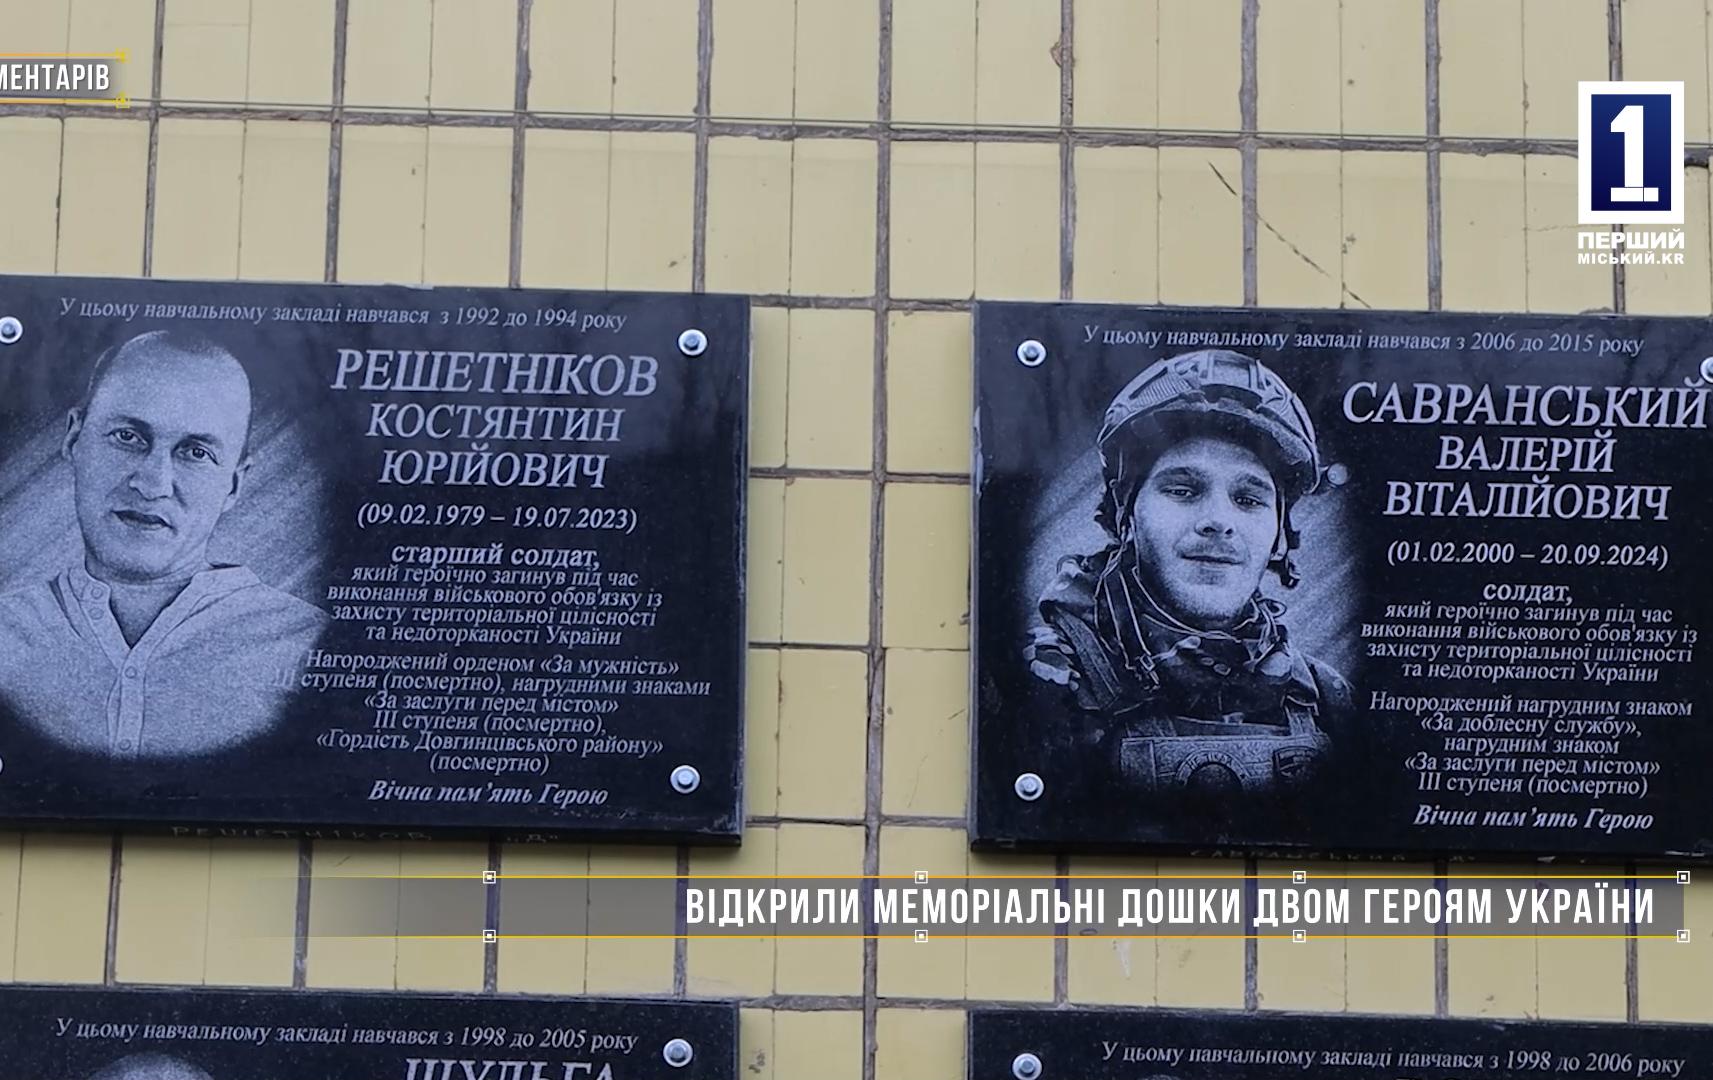 МЕНТАРІВ
1
ПЕРШИЙ
МІСЬКИЙ.KR
У цьому навчальному закладі навчався з 1992 до 1994 року
РЕШЕТНІКОВ
КОСТЯНТИН
ЮРІЙОВИЧ
(09.02.1979 – 19.07.2023)
старший солдат,
який героїчно загинув під час
виконання військового обов'язку із
захисту територіальної цілісності
та недоторканості України
Нагороджений орденом «За мужність»
ІІІ ступеня (посмертно), нагрудними знаками
«За заслуги перед містом»
ІІІ ступеня (посмертно),
«Гордість Довгинцівського району»
(посмертно)
Вічна пам'ять Герою
РЕШЕТНІКОВ "Д"
У цьому навчальному закладі навчався з 2006 до 2015 року
САВРАНСЬКИЙ
ВАЛЕРІЙ
ВІТАЛІЙОВИЧ
(01.02.2000 – 20.09.2024)
солдат,
який героїчно загинув під час
виконання військового обов'язку із
захисту територіальної цілісності
та недоторканості України
Нагороджений нагрудним знаком
«За доблесну службу»,
нагрудним знаком
«За заслуги перед містом»
ІІІ ступеня (посмертно)
Вічна пам'ять Герою
ВІДКРИЛИ МЕМОРІАЛЬНІ ДОШКИ ДВОМ ГЕРОЯМ УКРАЇНИ
У цьому навчальному закладі навчався з 1998 до 2005 року
ШУЛЬГА
У цьому навчальному закладі навчався з 1998 до 2006 року